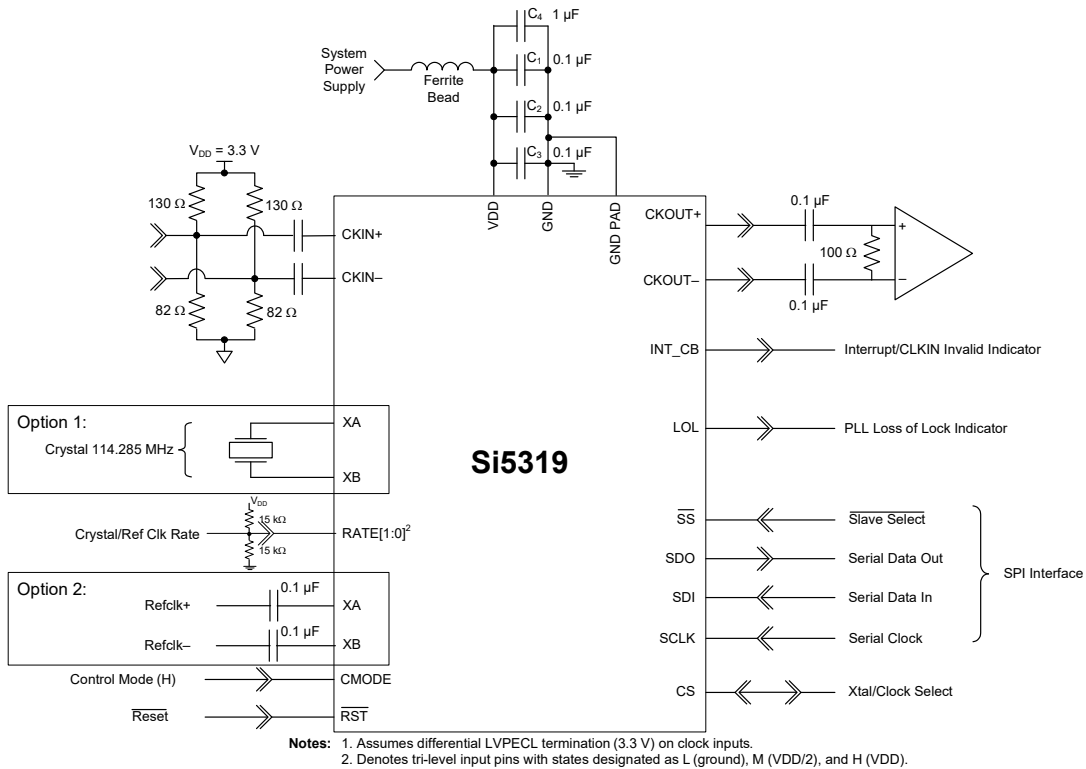 C4 1 µF
System
Power
Supply
Ferrite
Bead
C1 0.1 µF
C2 0.1 µF
C3 0.1 µF
VDD = 3.3 V
130 Ω
130 Ω
82 Ω
82 Ω
CKIN+
CKIN–
VDD
GND
GND PAD
CKOUT+
CKOUT–
0.1 µF
100 Ω
0.1 µF
+
–
INT_CB
Interrupt/CLKIN Invalid Indicator
LOL
PLL Loss of Lock Indicator
Option 1:
Crystal 114.285 MHz
XA
XB
Si5319
VDD
15 kΩ
15 kΩ
Crystal/Ref Clk Rate
RATE[1:0]2
Option 2:
0.1 µF
Refclk+
XA
0.1 µF
Refclk–
XB
Control Mode (H)
CMODE
Reset
RST
SS
Slave Select
SDO
Serial Data Out
SDI
Serial Data In
SCLK
Serial Clock
SPI Interface
CS
Xtal/Clock Select
Notes: 1. Assumes differential LVPECL termination (3.3 V) on clock inputs.
2. Denotes tri-level input pins with states designated as L (ground), M (VDD/2), and H (VDD).